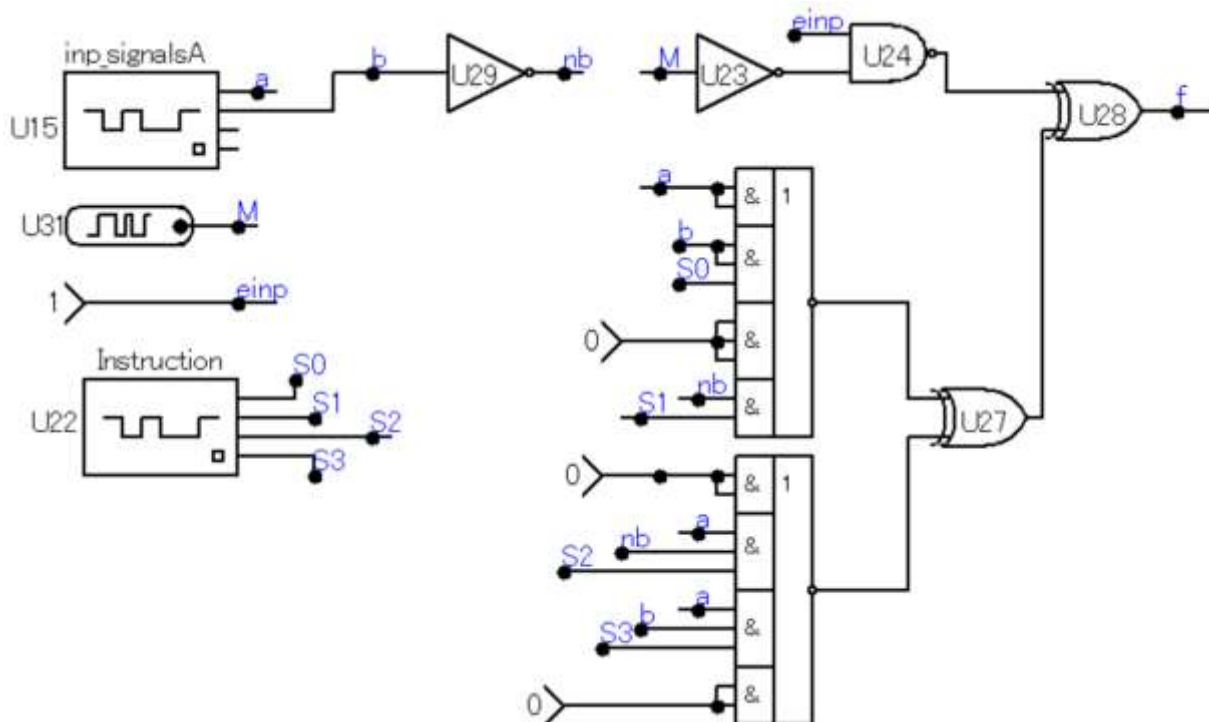 inp_signalsA
a
b
U29
nb
M
U23
einp
U24
U15
U28
f
U31
M
1
einp
Instruction
S0
S1
S2
S3
U22
a
&
1
b
S0
&
0
&
nb
S1
&
U27
0
&
1
a
nb
S2
&
a
b
S3
&
0
&